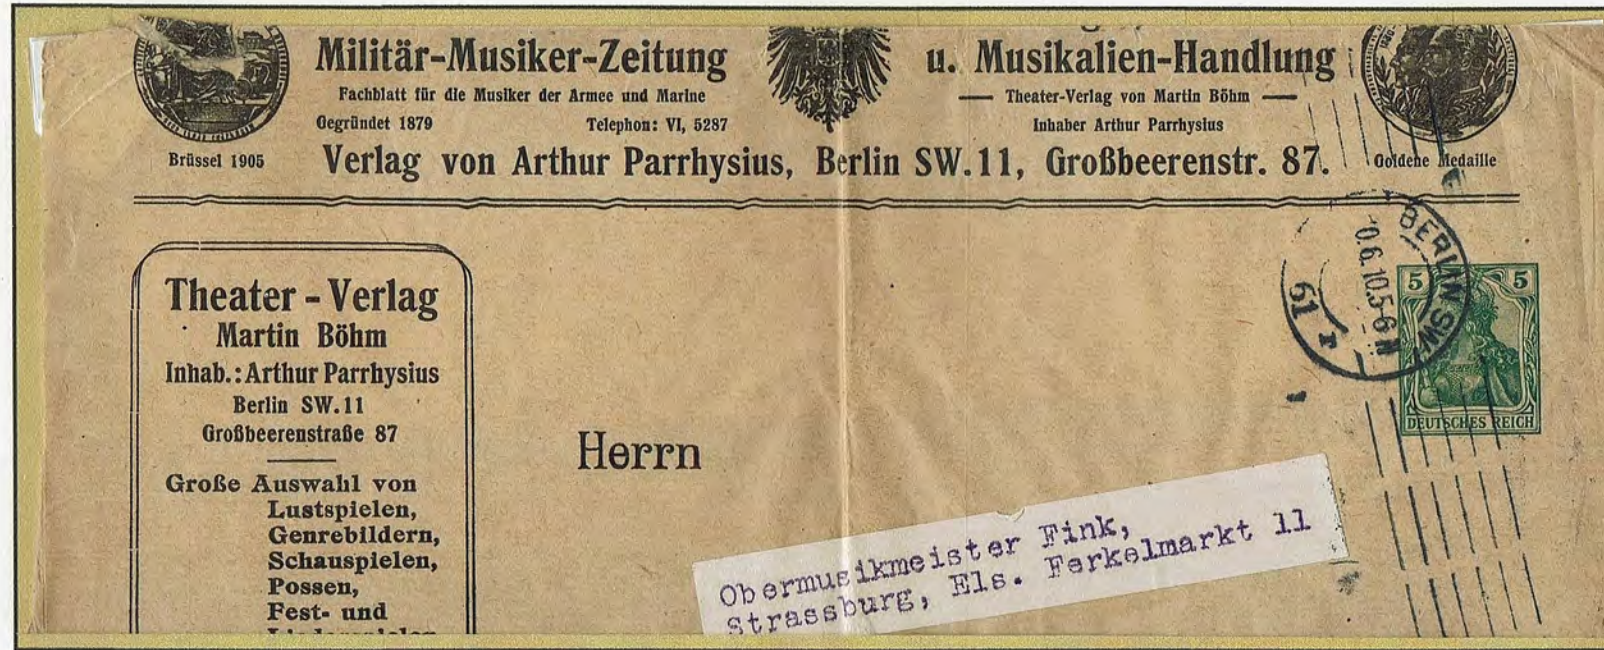 Militär-Musiker-Zeitung
Fachblatt für die Musiker der Armee und Marine
Gegründet 1879 Telephon: VI, 5287
u. Musikalien-Handlung
Theater-Verlag von Martin Böhm
Inhaber Arthur Parrhysius
Brüssel 1905
Verlag von Arthur Parrhysius, Berlin SW.11, Großbeerenstr. 87.
Goldene Medaille
Theater-Verlag
Martin Böhm
Inhab.: Arthur Parrhysius
Berlin SW.11
Großbeerenstraße 87
Große Auswahl von
Lustspielen,
Genrebildern,
Schauspielen,
Possen,
Fest- und
Liederspielen
Herrn
BERLIN SW
0.6.10.5-6N
61 r
5 5
DEUTSCHES REICH
Obermusikmeister Fink,
Strassburg, Els. Ferkelmarkt 11